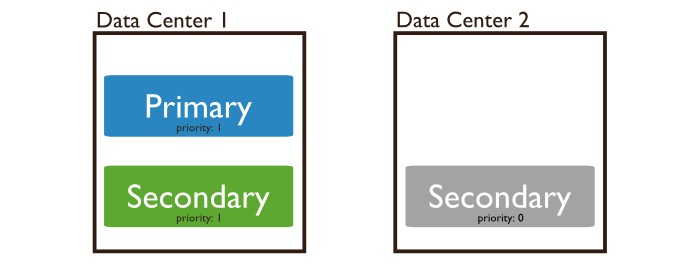 Data Center 1
Primary
priority: 1
Secondary
priority: 1
Data Center 2
Secondary
priority: 0